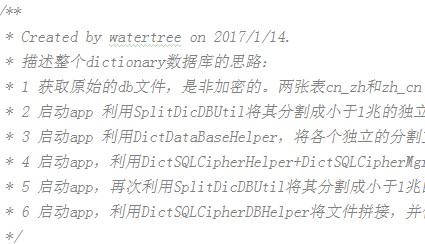 /**
* Created by watertree on 2017/1/14.
* 描述整个dictionary数据库的思路：
* 1 获取原始的db文件，是非加密的。两张表cn_zh和zh_cn
* 2 启动app 利用SplitDicDBUtil将其分割成小于1兆的独立
* 3 启动app 利用DictDataBaseHelper，将各个独立的分割
* 4 启动app，利用DictSQLCipherHelper+DictSQLCipherMgr
* 5 启动app，再次利用SplitDicDBUtil将其分割成小于1兆
* 6 启动app，利用DictSQLCipherDBHelper将文件拼接，并
*/